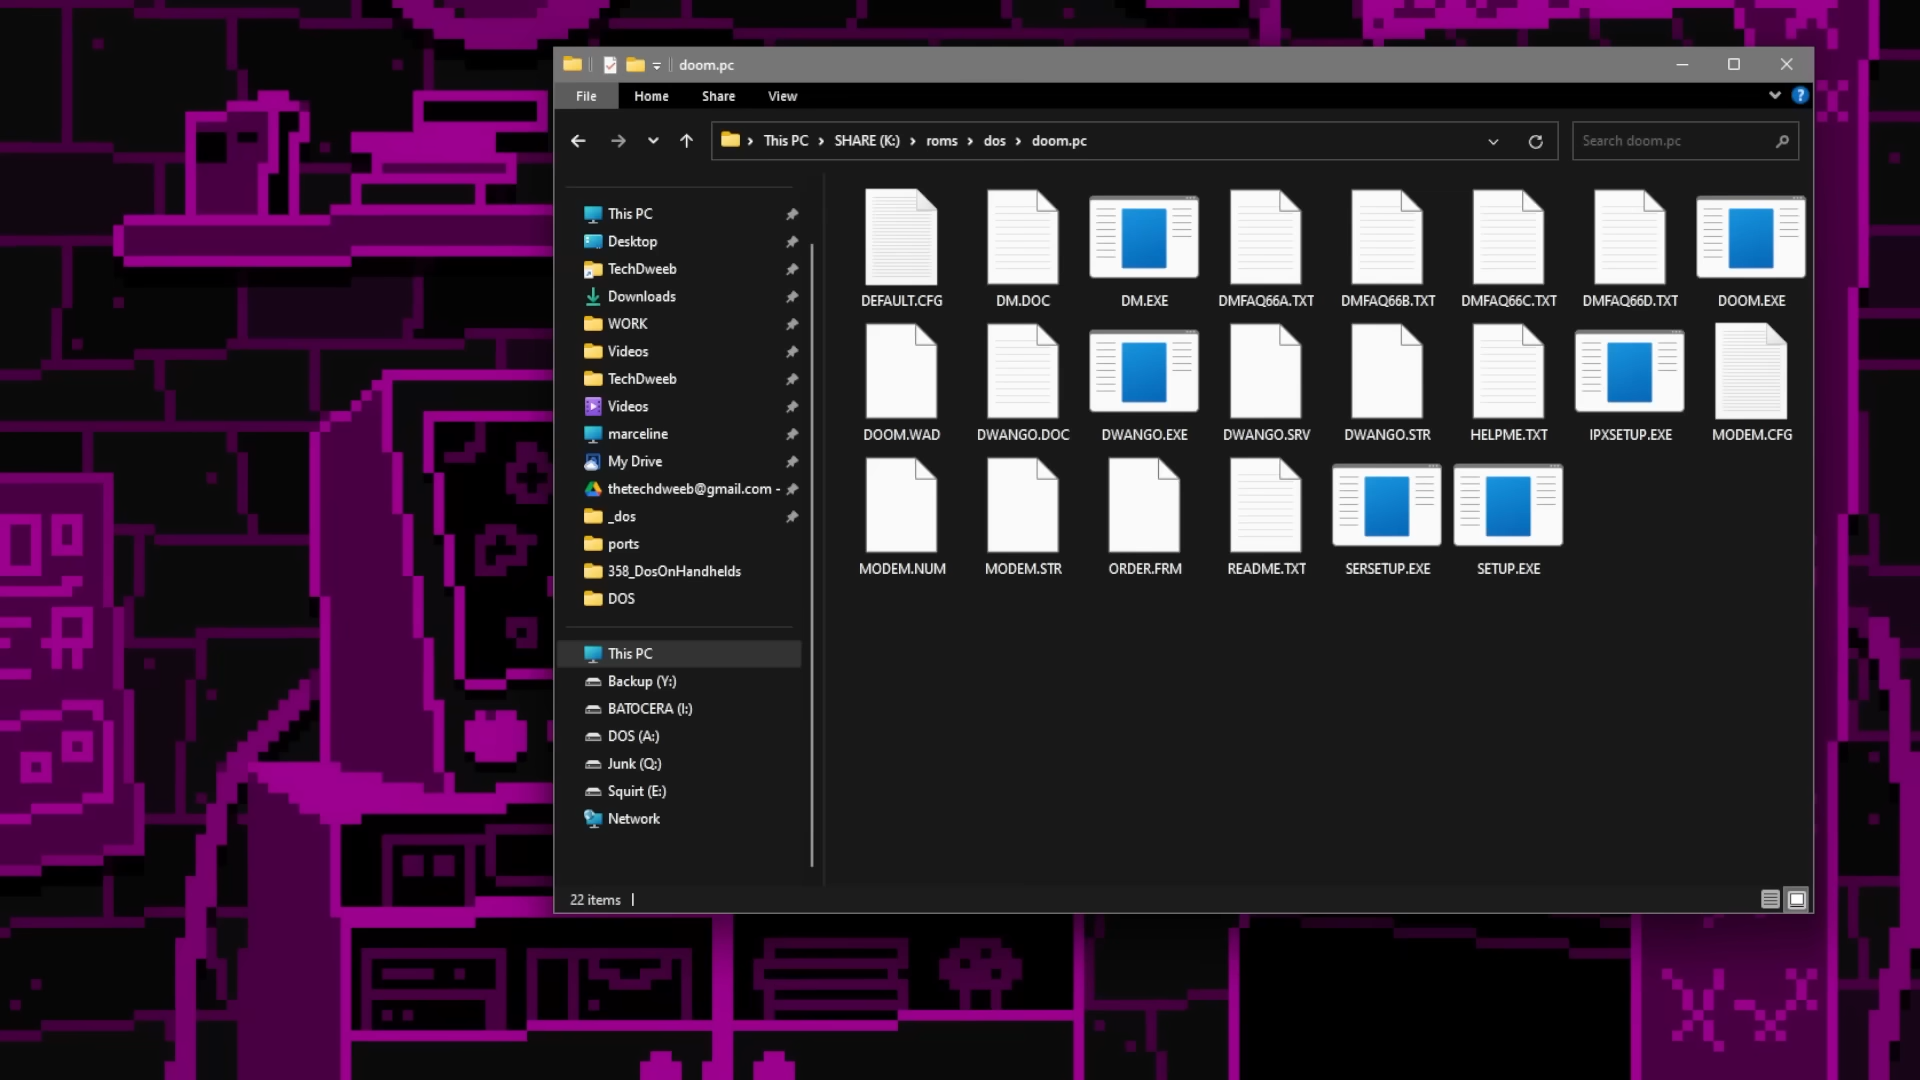 doom.pc
File Home Share View
This PC SHARE (K:) roms dos doom.pc
Search doom.pc
This PC
Desktop
TechDweeb
Downloads
WORK
Videos
TechDweeb
Videos
marceline
My Drive
thetechdweeb@gmail.com -
_dos
ports
358_DosOnHandhelds
DOS
This PC
Backup (Y:)
BATOCERA (I:)
DOS (A:)
Junk (Q:)
Squirt (E:)
Network
DEFAULT.CFG DM.DOC DM.EXE DMFAQ66A.TXT DMFAQ66B.TXT DMFAQ66C.TXT DMFAQ66D.TXT DOOM.EXE
DOOM.WAD DWANGO.DOC DWANGO.EXE DWANGO.SRV DWANGO.STR HELPME.TXT IPXSETUP.EXE MODEM.CFG
MODEM.NUM MODEM.STR ORDER.FRM README.TXT SERSETUP.EXE SETUP.EXE
22 items